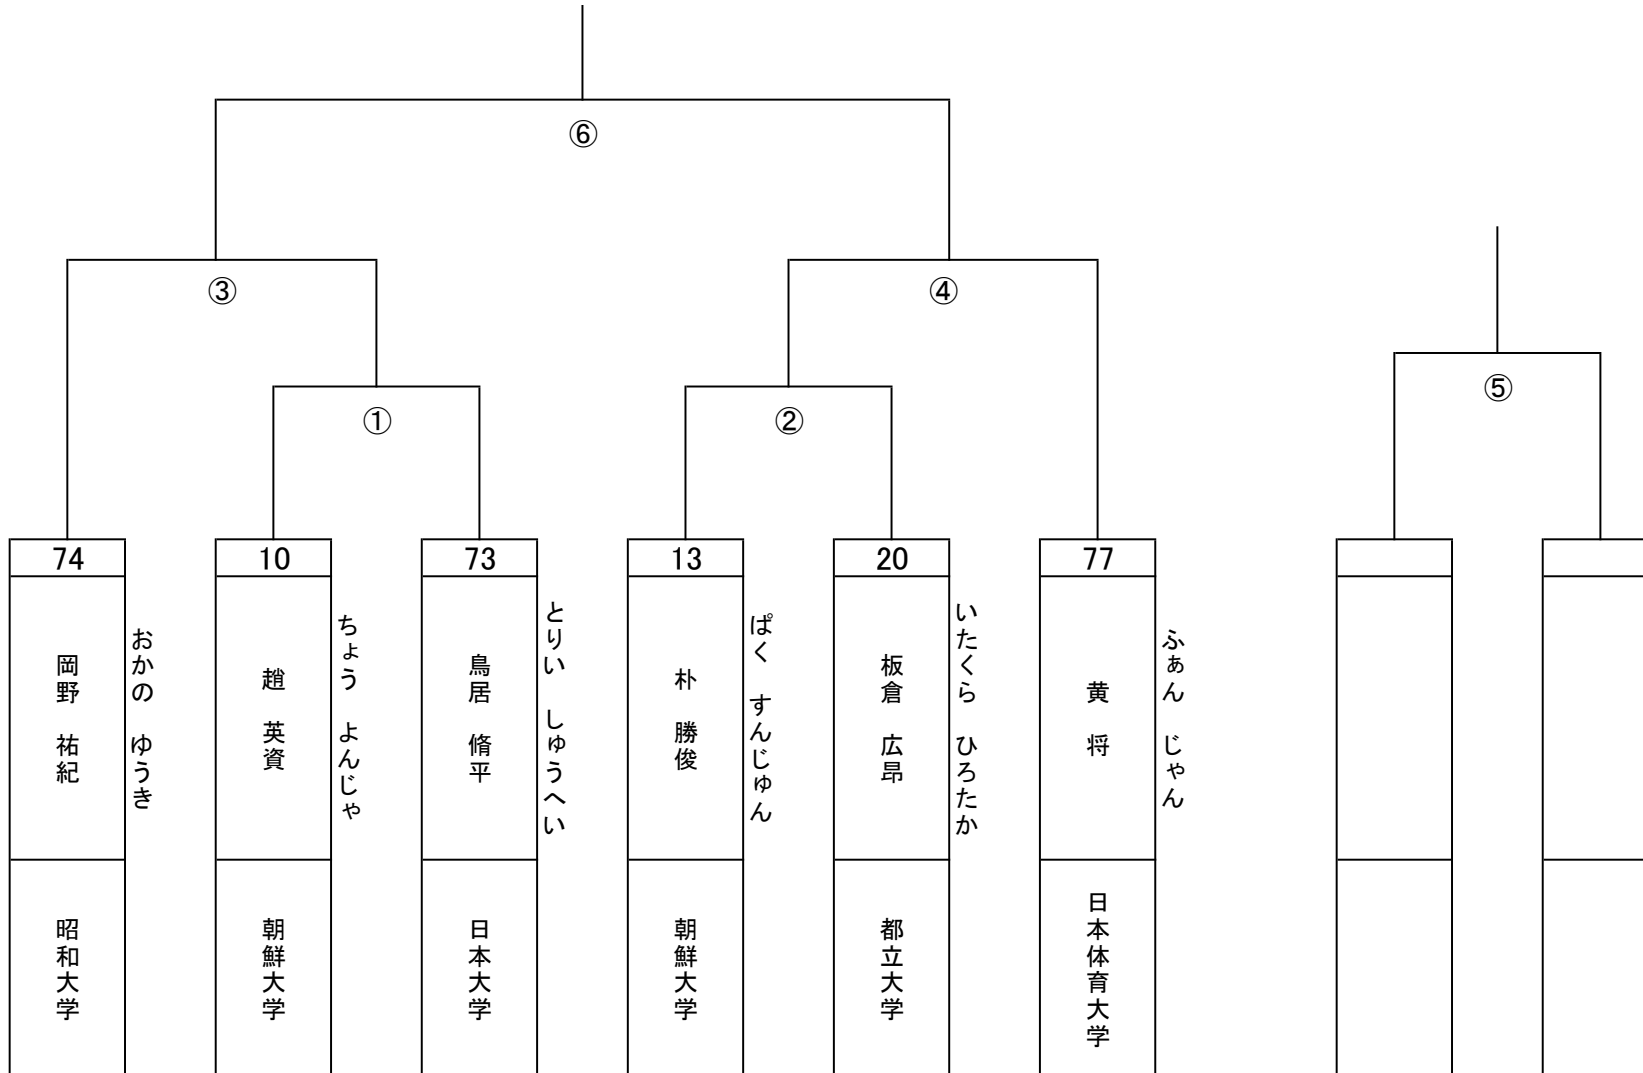 ⑥
③
④
⑤
①
②
74
10
73
13
20
77
岡野 祐紀
おかの ゆうき
趙 英資
ちょう よんじゃ
鳥居 脩平
とりい しゅうへい
朴 勝俊
ぱく すんじゅん
板倉 広昂
いたくら ひろたか
黄 将
ふぁん じゃん
昭和大学
朝鮮大学
日本大学
朝鮮大学
都立大学
日本体育大学